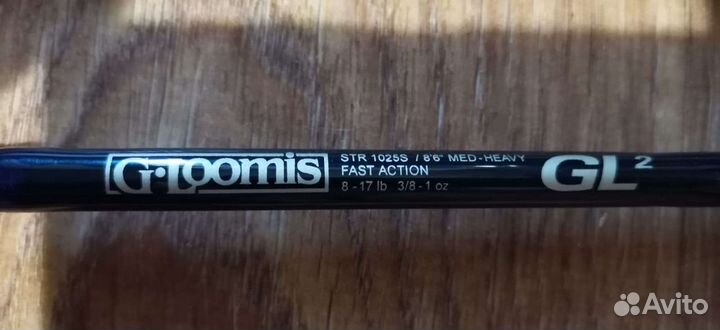 G·Loomis
STR 1025S / 8'6" MED-HEAVY
FAST ACTION
8 - 17 lb 3/8 - 1 oz
GL2
Avito